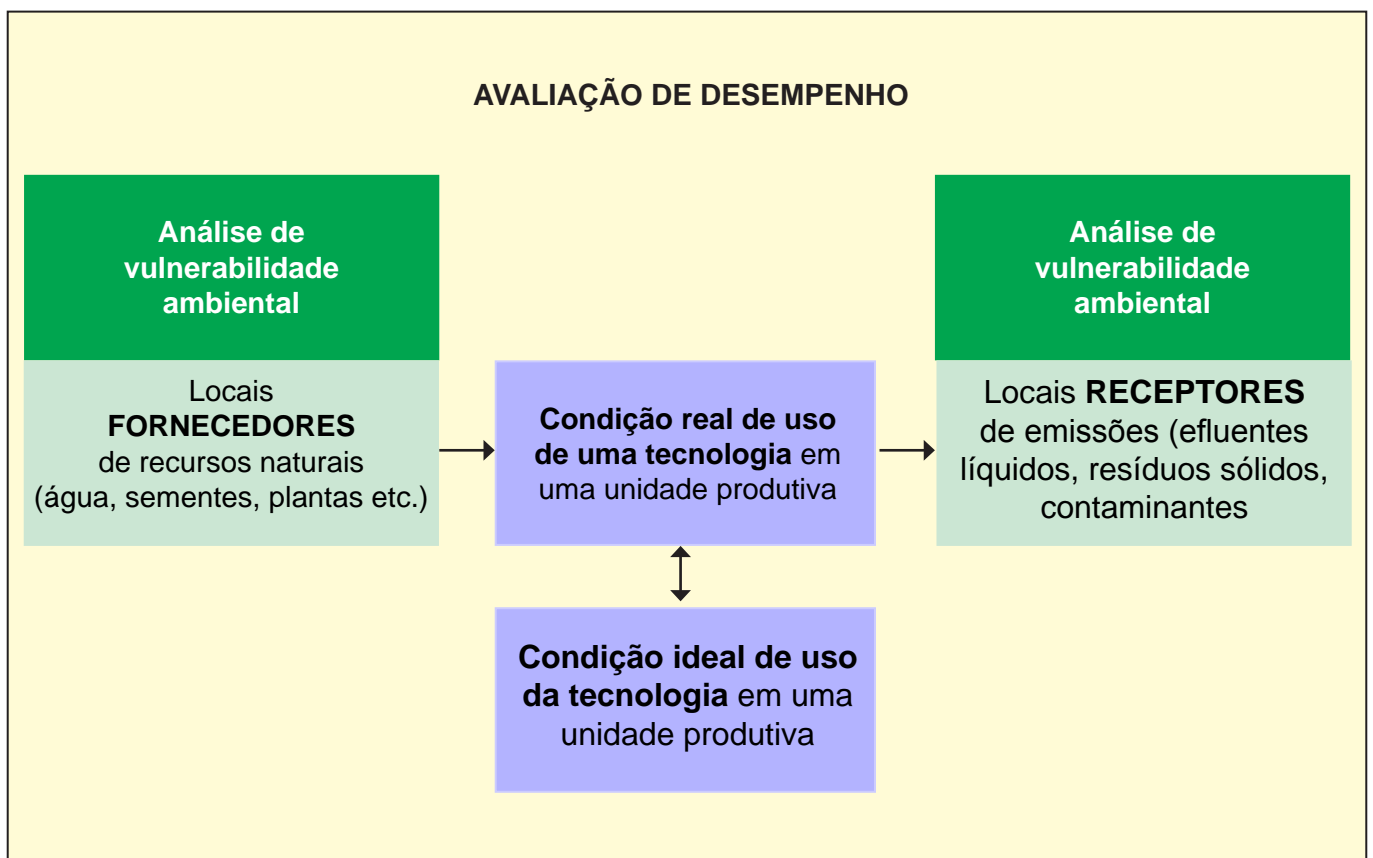 AVALIAÇÃO DE DESEMPENHO
Análise de
vulnerabilidade
ambiental
Locais
FORNECEDORES
de recursos naturais
(água, sementes, plantas etc.)
Condição real de uso
de uma tecnologia em
uma unidade produtiva
Condição ideal de uso
da tecnologia em uma
unidade produtiva
Análise de
vulnerabilidade
ambiental
Locais RECEPTORES
de emissões (efluentes
líquidos, resíduos sólidos,
contaminantes